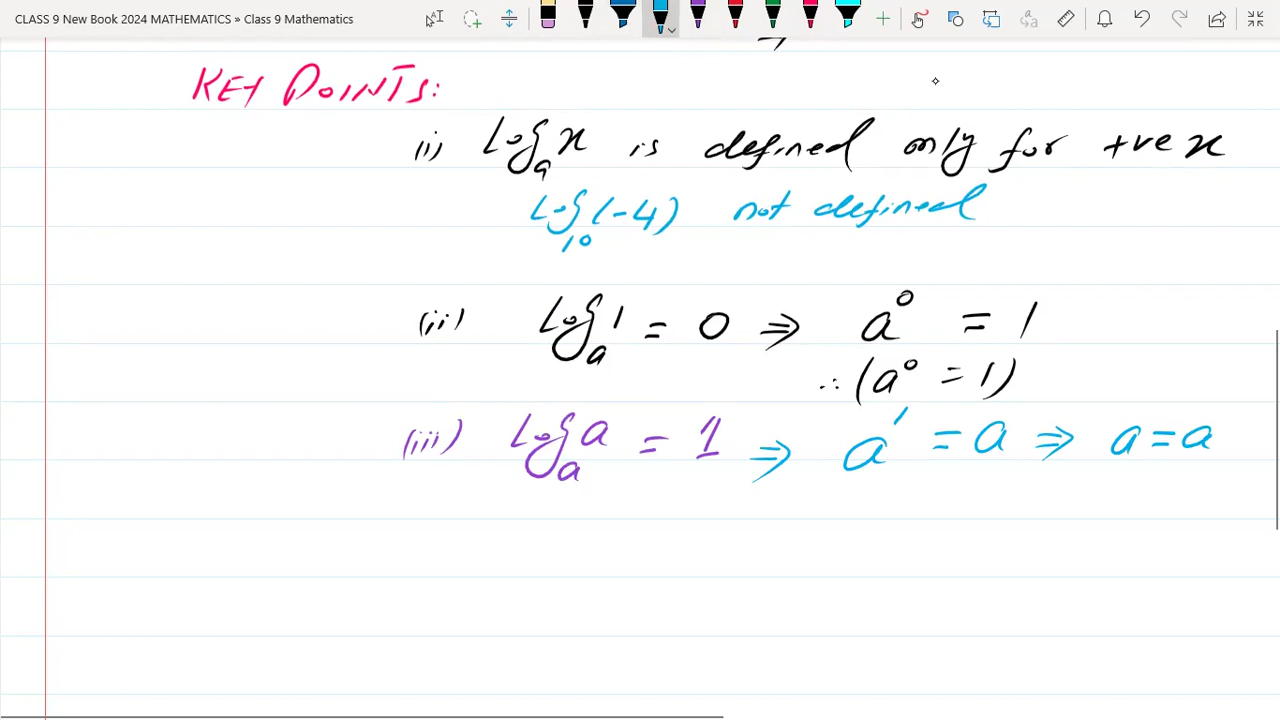 CLASS 9 New Book 2024 MATHEMATICS » Class 9 Mathematics
KEY POINTS:
(i) Log_a x is defined only for +ve x
Log_10 (-4) not defined
(ii) Log_a 1 = 0 ⇒ a^0 = 1
∴ (a^0 = 1)
(iii) Log_a a = 1 ⇒ a^1 = a ⇒ a = a